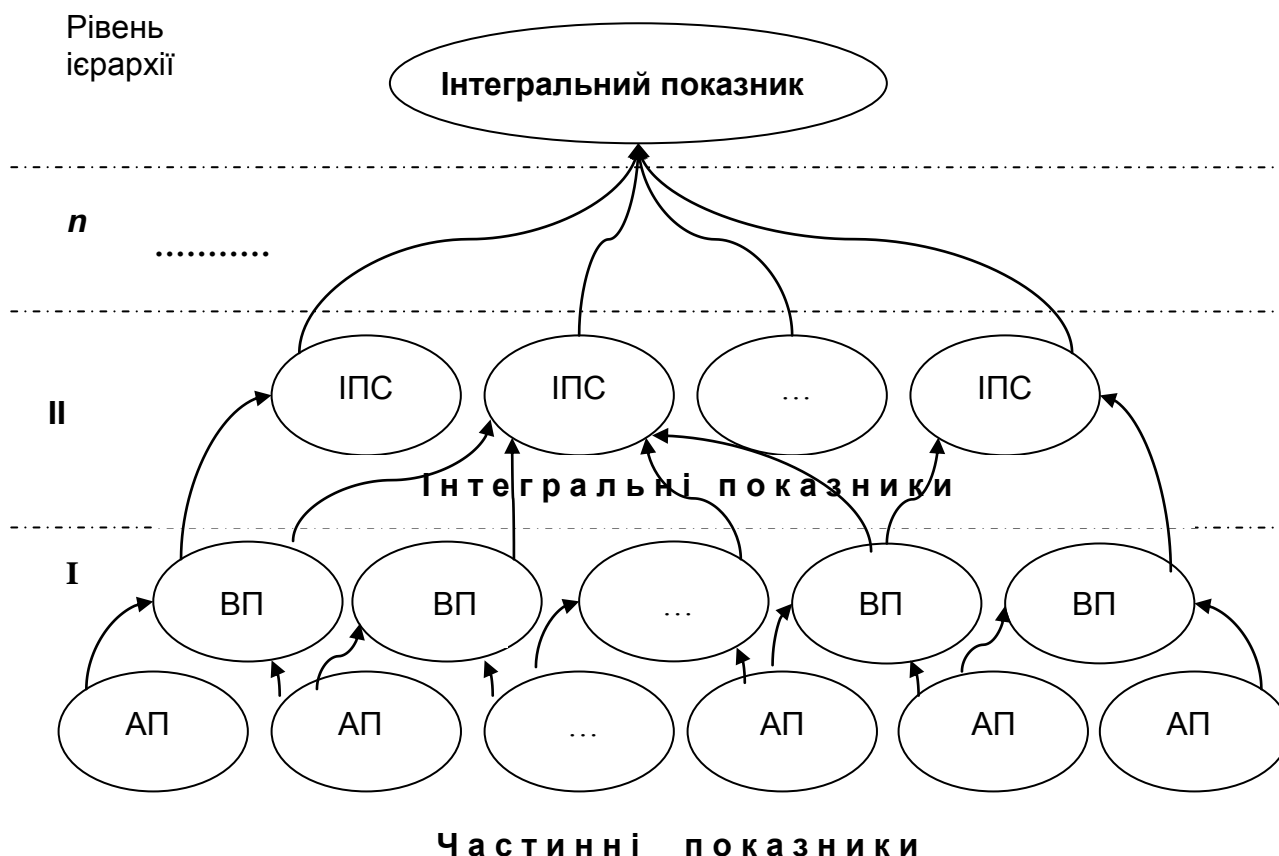 Рівень
ієрархії
Інтегральний показник
n
...........
ІПС ІПС ... ІПС
II
Інтегральні показники
I
ВП ВП ... ВП ВП
АП АП ... АП АП АП
Частинні показники